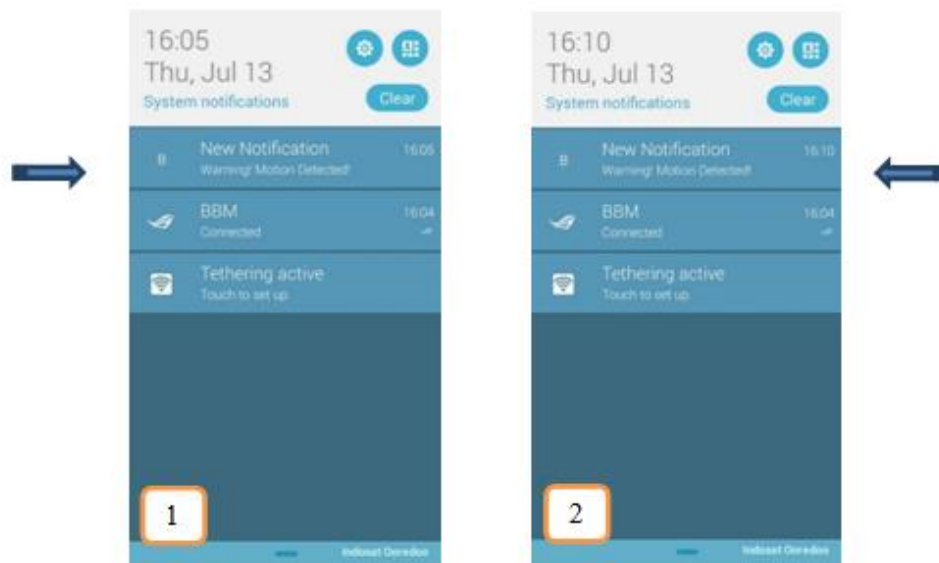 16:05
Thu, Jul 13
System notifications
Clear
B
New Notification
16:05
Warning! Motion Detected!
BBM
16:04
Connected
Tethering active
Touch to set up.
1
Indosat Ooredoo
16:10
Thu, Jul 13
System notifications
Clear
B
New Notification
16:10
Warning! Motion Detected!
BBM
16:04
Connected
Tethering active
Touch to set up.
2
Indosat Ooredoo